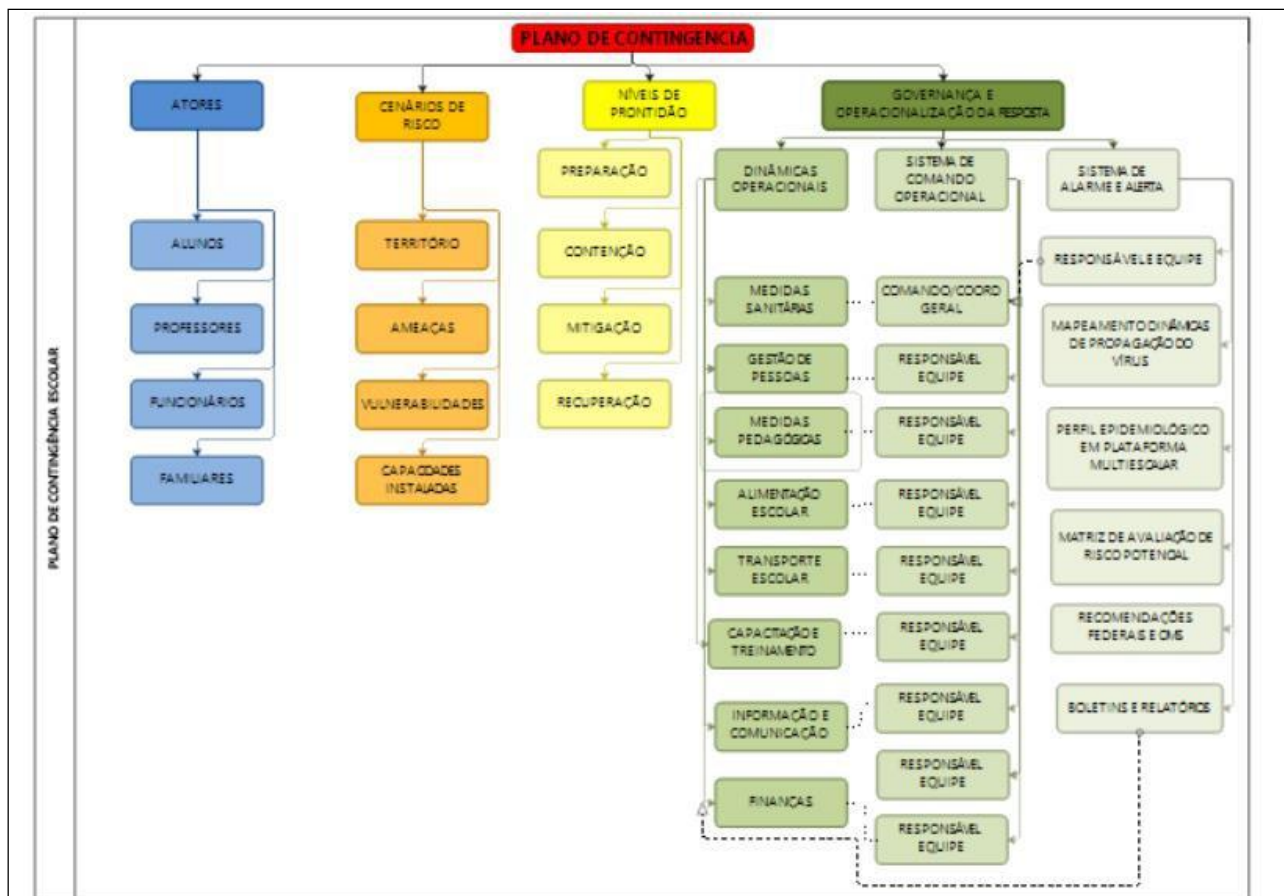 PLANO DE CONTINGENCIA
PLANO DE CONTINGÊNCIA ESCOLAR
ATORES
ALUNOS
PROFESSORES
FUNCIONÁRIOS
FAMILIARES
CENÁRIOS DE
RISCO
TERRITÓRIO
AMEAÇAS
VULNERABILIDADES
CAPACIDADES
INSTALADAS
NÍVEIS DE
PRONTIDÃO
PREPARAÇÃO
CONTENÇÃO
MITIGAÇÃO
RECUPERAÇÃO
GOVERNANÇA E
OPERACIONALIZAÇÃO DA RESPOSTA
DINÂMICAS
OPERACIONAIS
MEDIDAS
SANITÁRIAS
GESTÃO DE
PESSOAS
MEDIDAS
PEDAGÓGICAS
ALIMENTAÇÃO
ESCOLAR
TRANSPORTE
ESCOLAR
CAPACITAÇÃO E
TREINAMENTO
INFORMAÇÃO E
COMUNICAÇÃO
FINANÇAS
SISTEMA DE
COMANDO
OPERACIONAL
COMANDO/COORD
GERAL
RESPONSÁVEL
EQUIPE
RESPONSÁVEL
EQUIPE
RESPONSÁVEL
EQUIPE
RESPONSÁVEL
EQUIPE
RESPONSÁVEL
EQUIPE
RESPONSÁVEL
EQUIPE
RESPONSÁVEL
EQUIPE
RESPONSÁVEL
EQUIPE
SISTEMA DE
ALARME E ALERTA
RESPONSÁVEL E EQUIPE
MAPEAMENTO DINÂMICAS
DE PROPAGAÇÃO DO
VÍRUS
PERFIL EPIDEMIOLÓGICO
EM PLATAFORMA
MULTIESCALAR
MATRIZ DE AVALIAÇÃO DE
RISCO POTENCAL
RECOMENDAÇÕES
FEDERAIS E OMS
BOLETINS E RELATÓRIOS